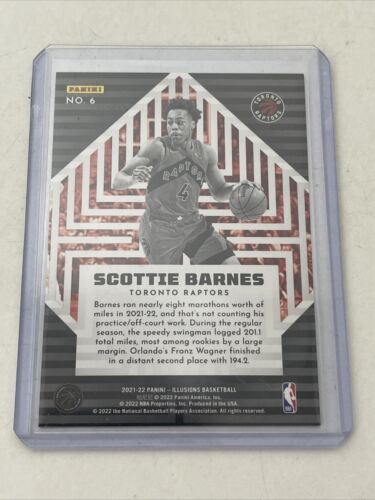 PANINI
NO. 6
TORONTO
RAPTORS
RAPTORS
4
SCOTTIE BARNES
TORONTO RAPTORS
Barnes ran nearly eight marathons worth of
miles in 2021-22, and that's not counting his
practice/off-court work. During the regular
season, the speedy swingman logged 201.1
total miles, most among rookies by a large
margin. Orlando's Franz Wagner finished
in a distant second place with 194.2.
2021-22 PANINI – ILLUSIONS BASKETBALL
© 2022 Panini America, Inc.
© 2022 NBA Properties, Inc. Produced in the USA.
© 2022 the National Basketball Players Association. All rights reserved.